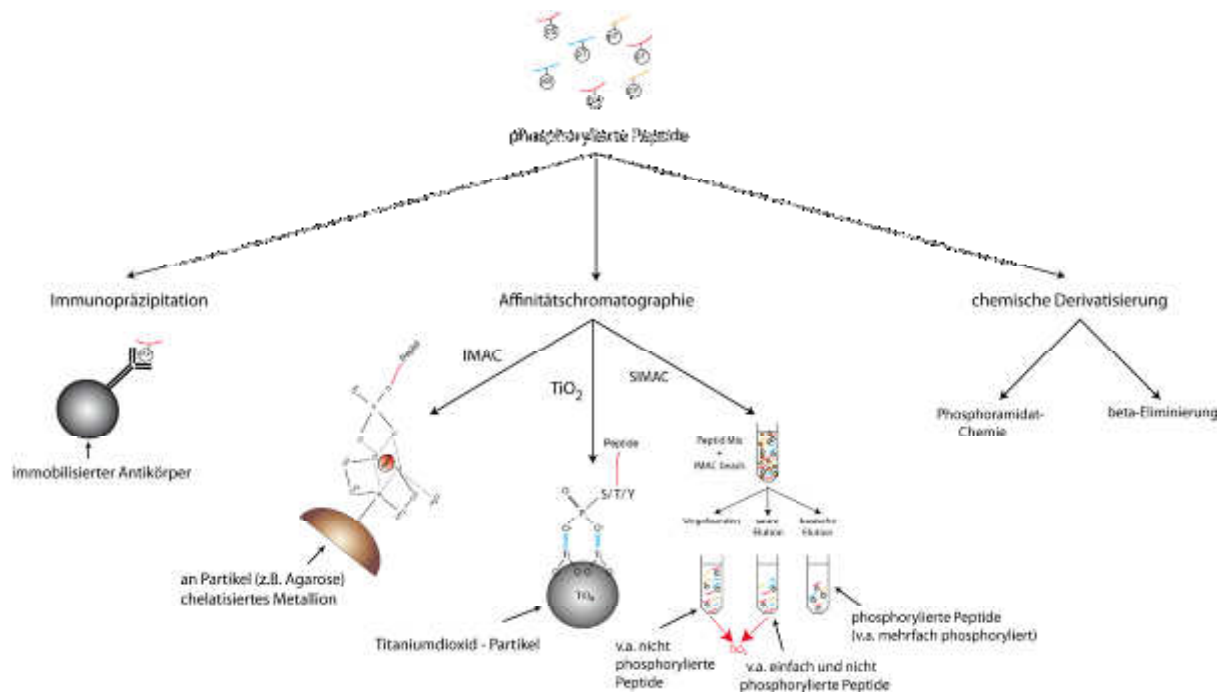 phosphorylierte Peptide
Immunopräzipitation
Affinitätschromatographie
chemische Derivatisierung
IMAC
TiO2
SIMAC
Peptid
immobilisierter Antikörper
an Partikel (z.B. Agarose)
chelatisiertes Metallion
Peptide
S/T/Y
O
P
TiO2
Titaniumdioxid - Partikel
Peptid Mix
+
IMAC beads
saure
Elution
basische
Elution
v.a. nicht
phosphorylierte
Peptide
TiO2
v.a. einfach und nicht
phosphorylierte Peptide
phosphorylierte Peptide
(v.a. mehrfach phosphoryliert)
Phosphoramidat-
Chemie
beta-Eliminierung